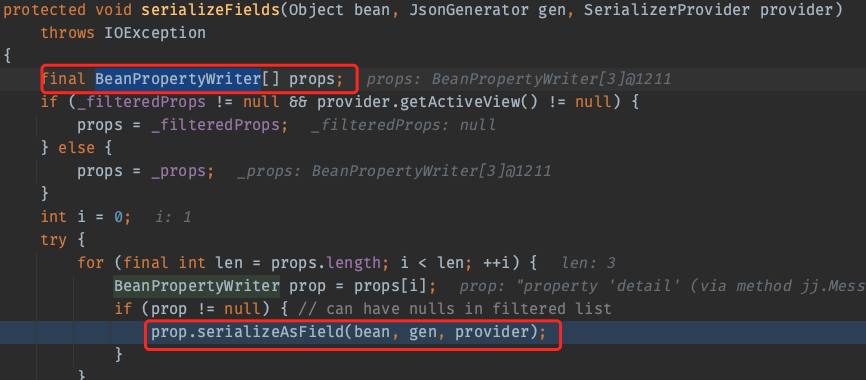 protected void serializeFields(Object bean, JsonGenerator gen, SerializerProvider provider)
    throws IOException
{
    final BeanPropertyWriter[] props;   props: BeanPropertyWriter[3]@1211
    if (_filteredProps != null && provider.getActiveView() != null) {
        props = _filteredProps;   _filteredProps: null
    } else {
        props = _props;   _props: BeanPropertyWriter[3]@1211
    }
    int i = 0;   i: 1
    try {
        for (final int len = props.length; i < len; ++i) {   len: 3
            BeanPropertyWriter prop = props[i];   prop: "property 'detail' (via method jj.Mess
            if (prop != null) { // can have nulls in filtered list
                prop.serializeAsField(bean, gen, provider);
            }
        }